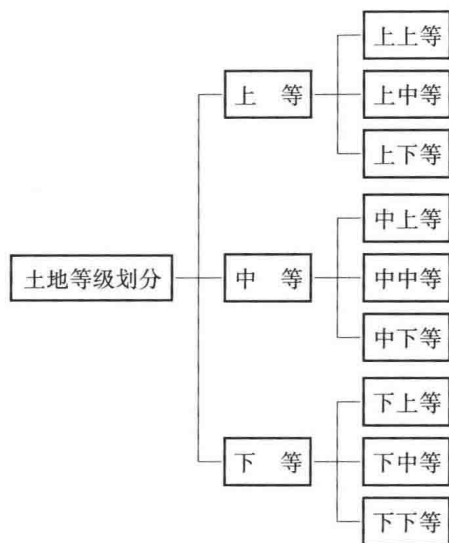 土地等级划分
上 等
上上等
上中等
上下等
中 等
中上等
中中等
中下等
下 等
下上等
下中等
下下等